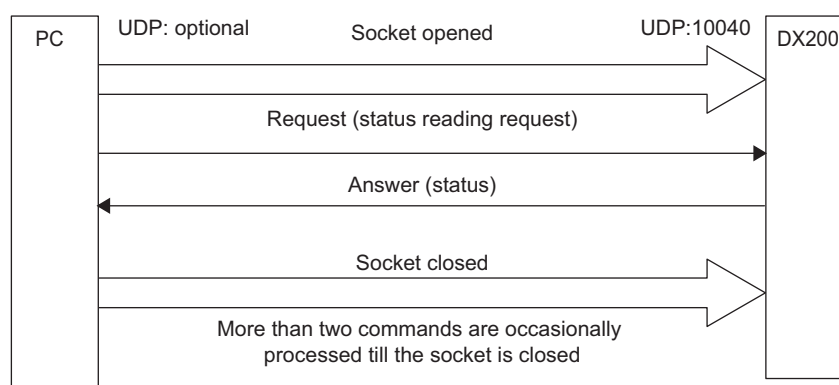 PC
UDP: optional
Socket opened
UDP:10040
DX200
Request (status reading request)
Answer (status)
Socket closed
More than two commands are occasionally
processed till the socket is closed